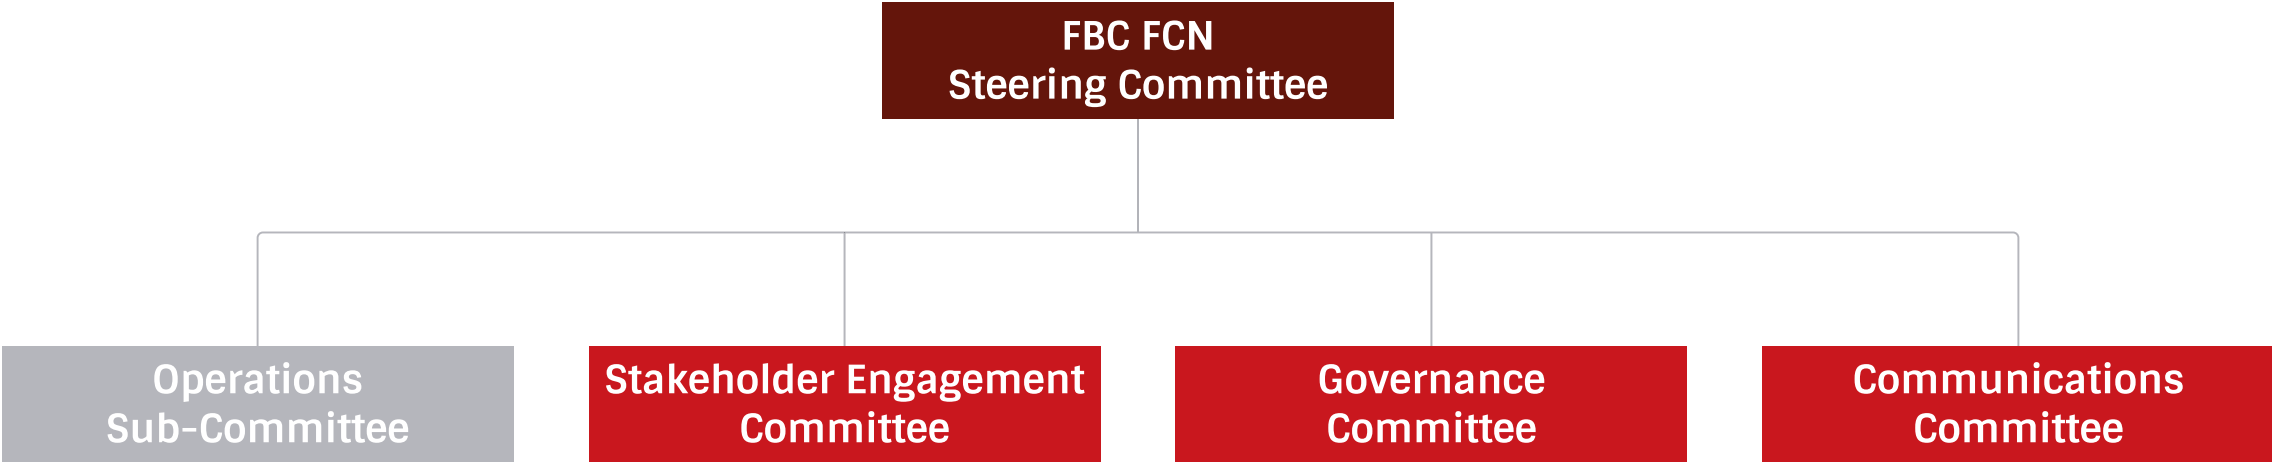 FBC FCN
Steering Committee
Operations
Sub-Committee
Stakeholder Engagement
Committee
Governance
Committee
Communications
Committee